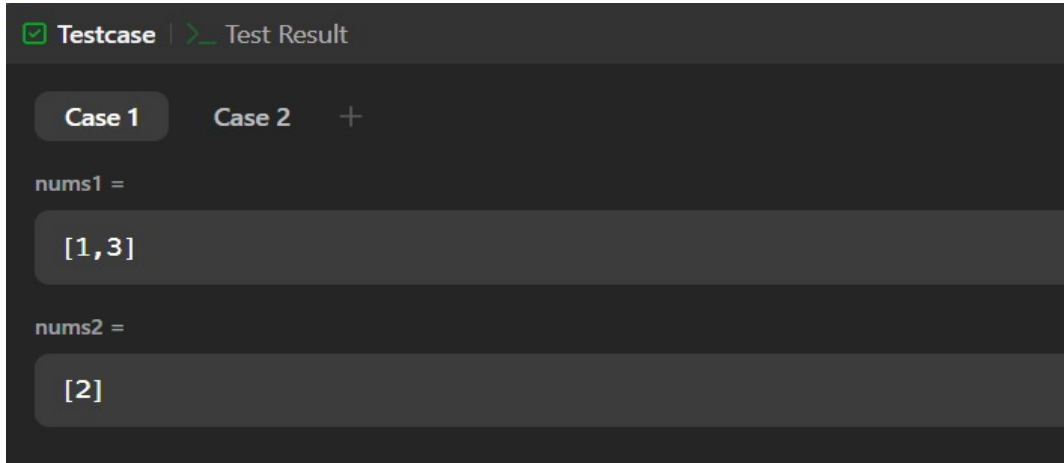 Testcase | >_ Test Result
Case 1 Case 2 +
nums1 =
[1,3]
nums2 =
[2]